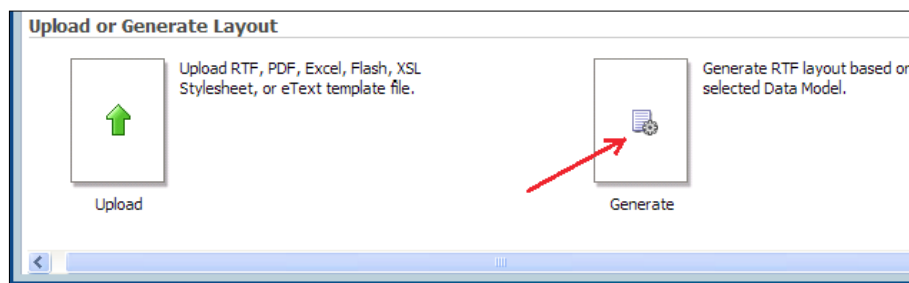 Upload or Generate Layout
Upload RTF, PDF, Excel, Flash, XSL
Stylesheet, or eText template file.
Upload
Generate RTF layout based on
selected Data Model.
Generate